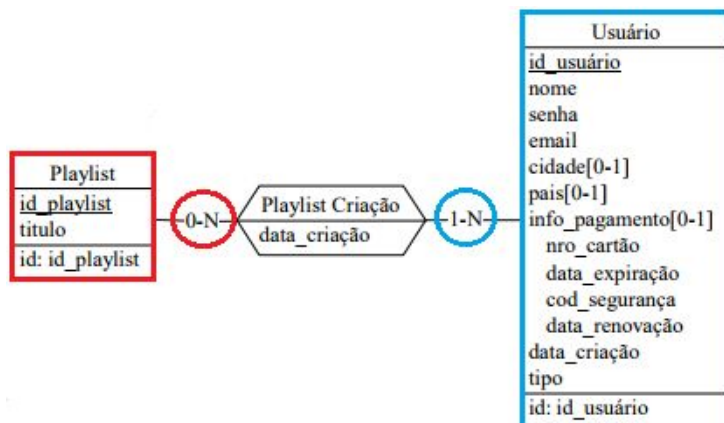 Playlist
id_playlist
titulo
id: id_playlist
0-N
Playlist Criação
data_criação
1-N
Usuário
id_usuário
nome
senha
email
cidade[0-1]
pais[0-1]
info_pagamento[0-1]
nro_cartão
data_expiração
cod_segurança
data_renovação
data_criação
tipo
id: id_usuário